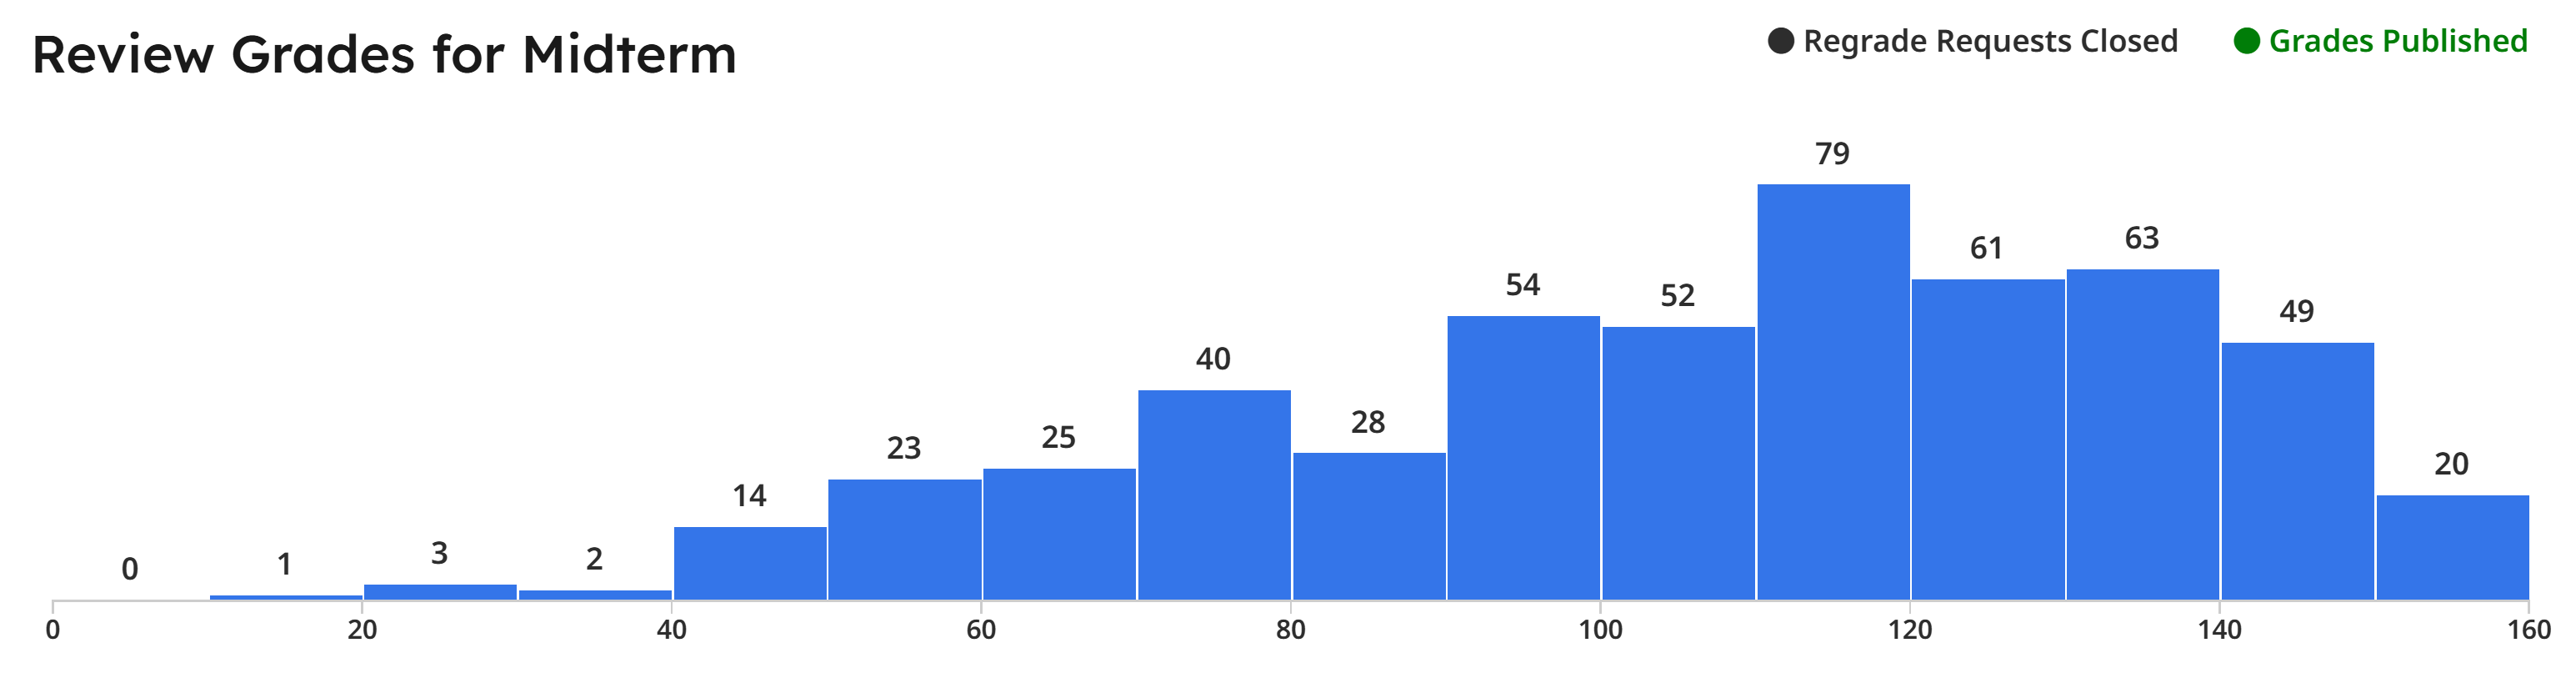 Review Grades for Midterm
Regrade Requests Closed
Grades Published
0 1 3 2 14 23 25 40 28 54 52 79 61 63 49 20
0 20 40 60 80 100 120 140 160